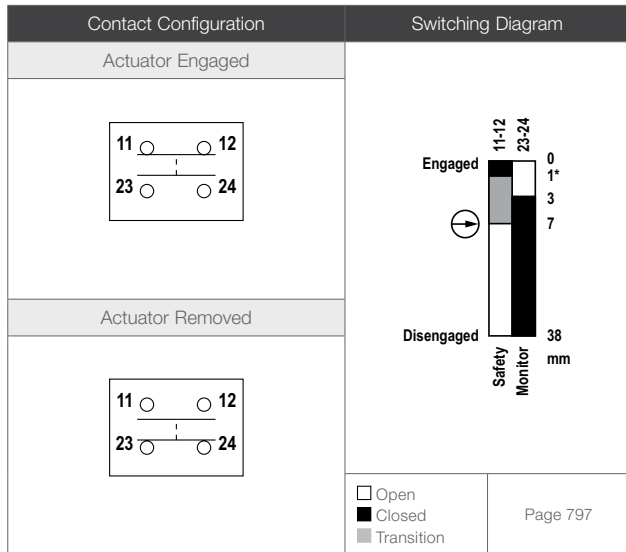 Contact Configuration
Actuator Engaged
11 12
23 24
Actuator Removed
11 12
23 24
Switching Diagram
11-12 23-24
Engaged 0
1*
3
7
Disengaged 38
mm
Safety Monitor
Open
Closed
Transition
Page 797